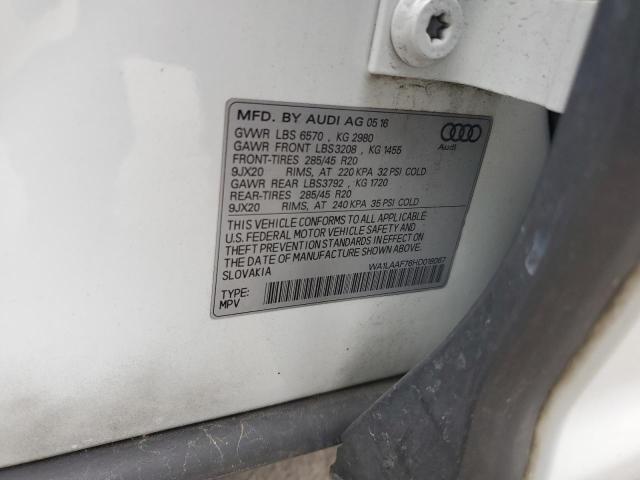 MFD. BY AUDI AG 05 16
GVWR LBS 6570 , KG 2980
GAWR FRONT LBS3208 , KG 1455
FRONT-TIRES 285/45 R20
9JX20 RIMS, AT 220 KPA 32 PSI COLD
GAWR REAR LBS3792 , KG 1720
REAR-TIRES 285/45 R20
9JX20 RIMS, AT 240 KPA 35 PSI COLD
Audi
THIS VEHICLE CONFORMS TO ALL APPLICABLE
U.S. FEDERAL MOTOR VEHICLE SAFETY AND
THEFT PREVENTION STANDARDS IN EFFECT ON
THE DATE OF MANUFACTURE SHOWN ABOVE
SLOVAKIA
WA1LAAF76HD018067
TYPE:
MPV